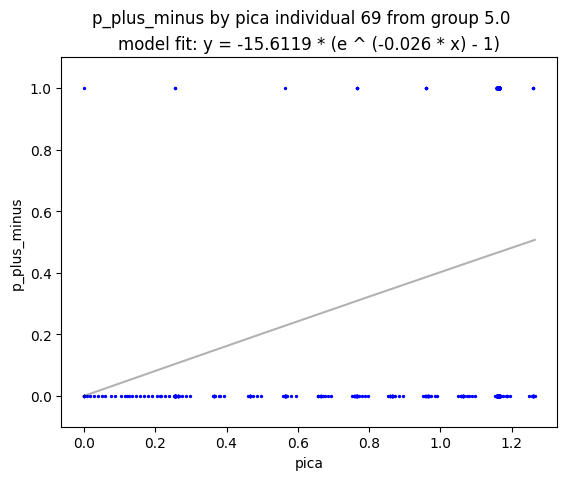 p_plus_minus by pica individual 69 from group 5.0
model fit: y = -15.6119 * (e ^ (-0.026 * x) - 1)
1.0
0.8
0.6
0.4
0.2
0.0
p_plus_minus
0.0 0.2 0.4 0.6 0.8 1.0 1.2
pica